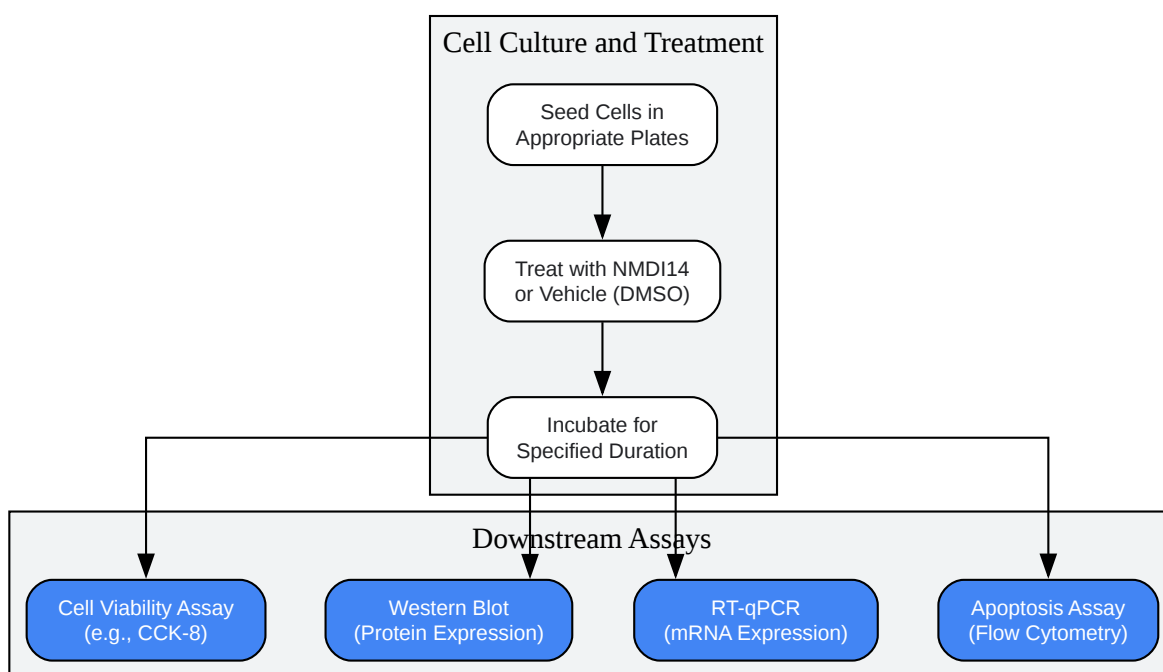 Cell Culture and Treatment
Seed Cells in
Appropriate Plates
Treat with NMDI14
or Vehicle (DMSO)
Incubate for
Specified Duration
Downstream Assays
Cell Viability Assay
(e.g., CCK-8)
Western Blot
(Protein Expression)
RT-qPCR
(mRNA Expression)
Apoptosis Assay
(Flow Cytometry)